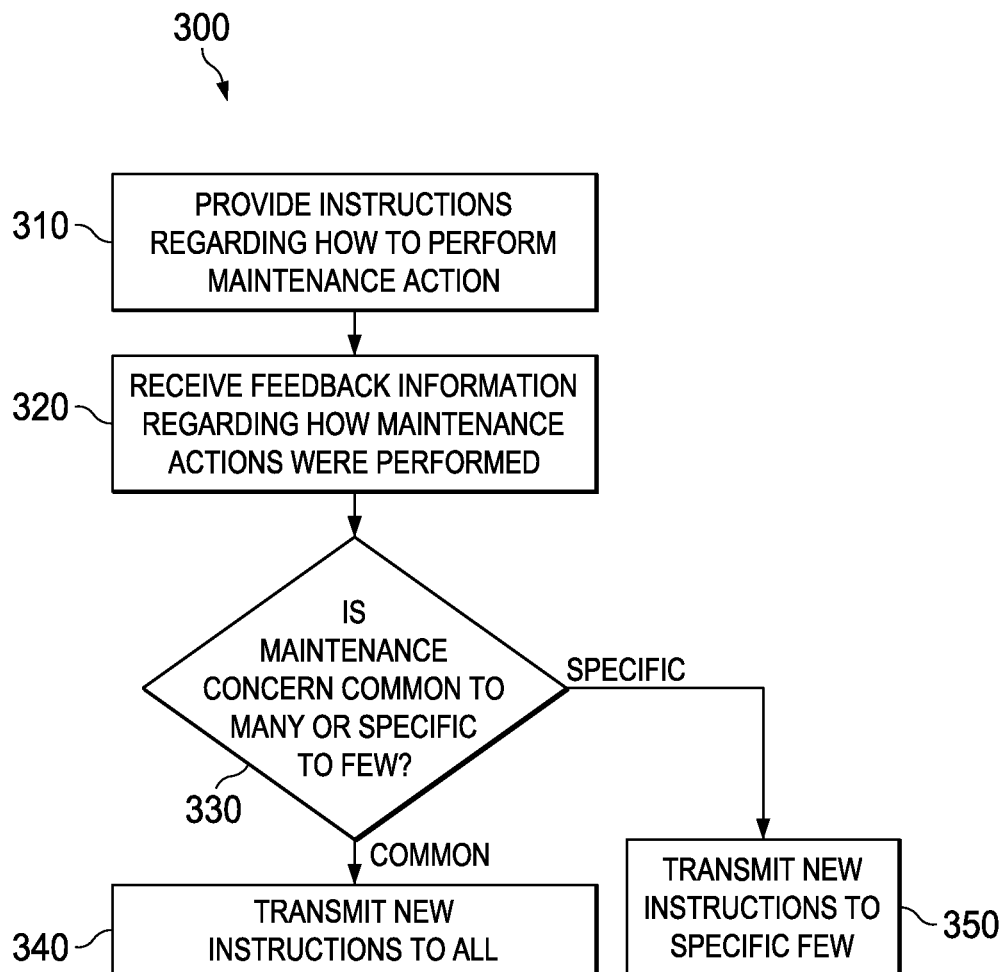 300
310
PROVIDE INSTRUCTIONS
REGARDING HOW TO PERFORM
MAINTENANCE ACTION
320
RECEIVE FEEDBACK INFORMATION
REGARDING HOW MAINTENANCE
ACTIONS WERE PERFORMED
IS
MAINTENANCE
CONCERN COMMON TO
MANY OR SPECIFIC
TO FEW?
330
SPECIFIC
COMMON
340
TRANSMIT NEW
INSTRUCTIONS TO ALL
TRANSMIT NEW
INSTRUCTIONS TO
SPECIFIC FEW
350